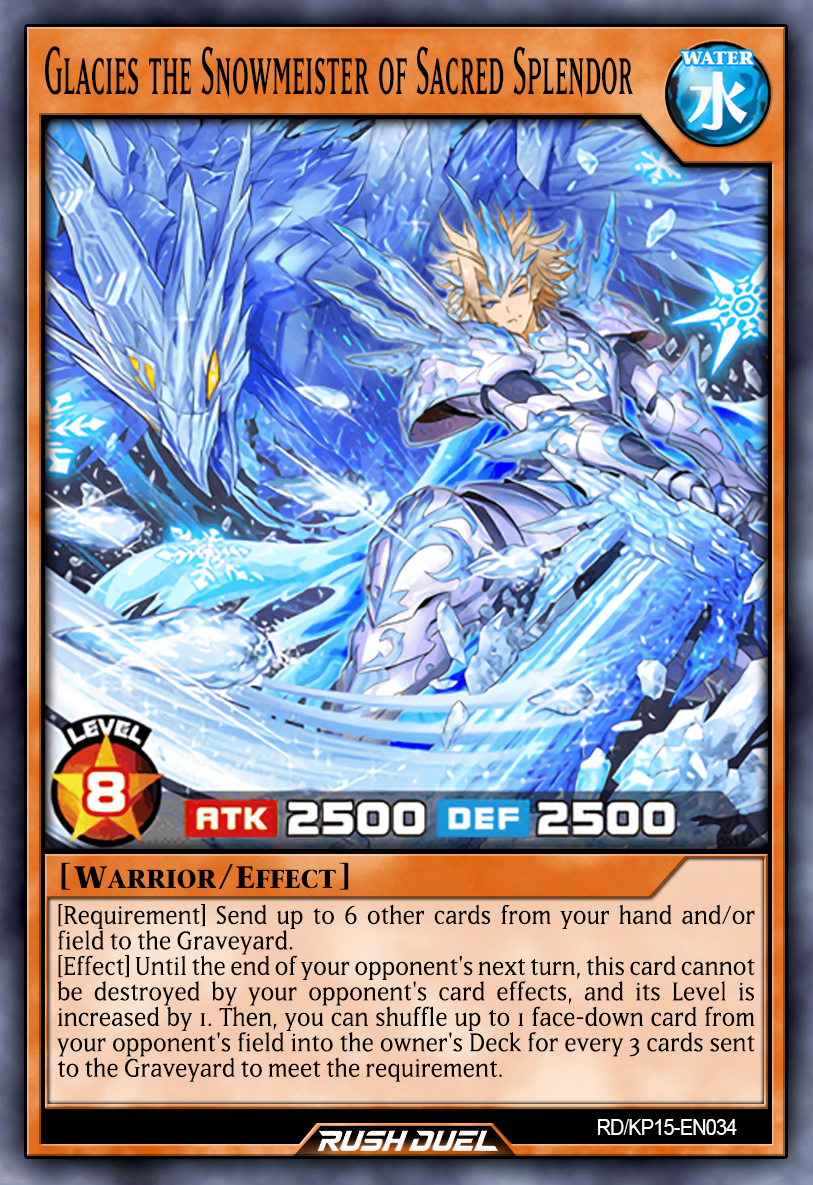 Glacies the Snowmeister of Sacred Splendor
WATER
水
LEVEL
8
ATK 2500 DEF 2500
[Warrior/Effect]
[Requirement] Send up to 6 other cards from your hand and/or
field to the Graveyard.
[Effect] Until the end of your opponent's next turn, this card cannot
be destroyed by your opponent's card effects, and its Level is
increased by 1. Then, you can shuffle up to 1 face-down card from
your opponent's field into the owner's Deck for every 3 cards sent
to the Graveyard to meet the requirement.
RD/KP15-EN034
RUSH DUEL